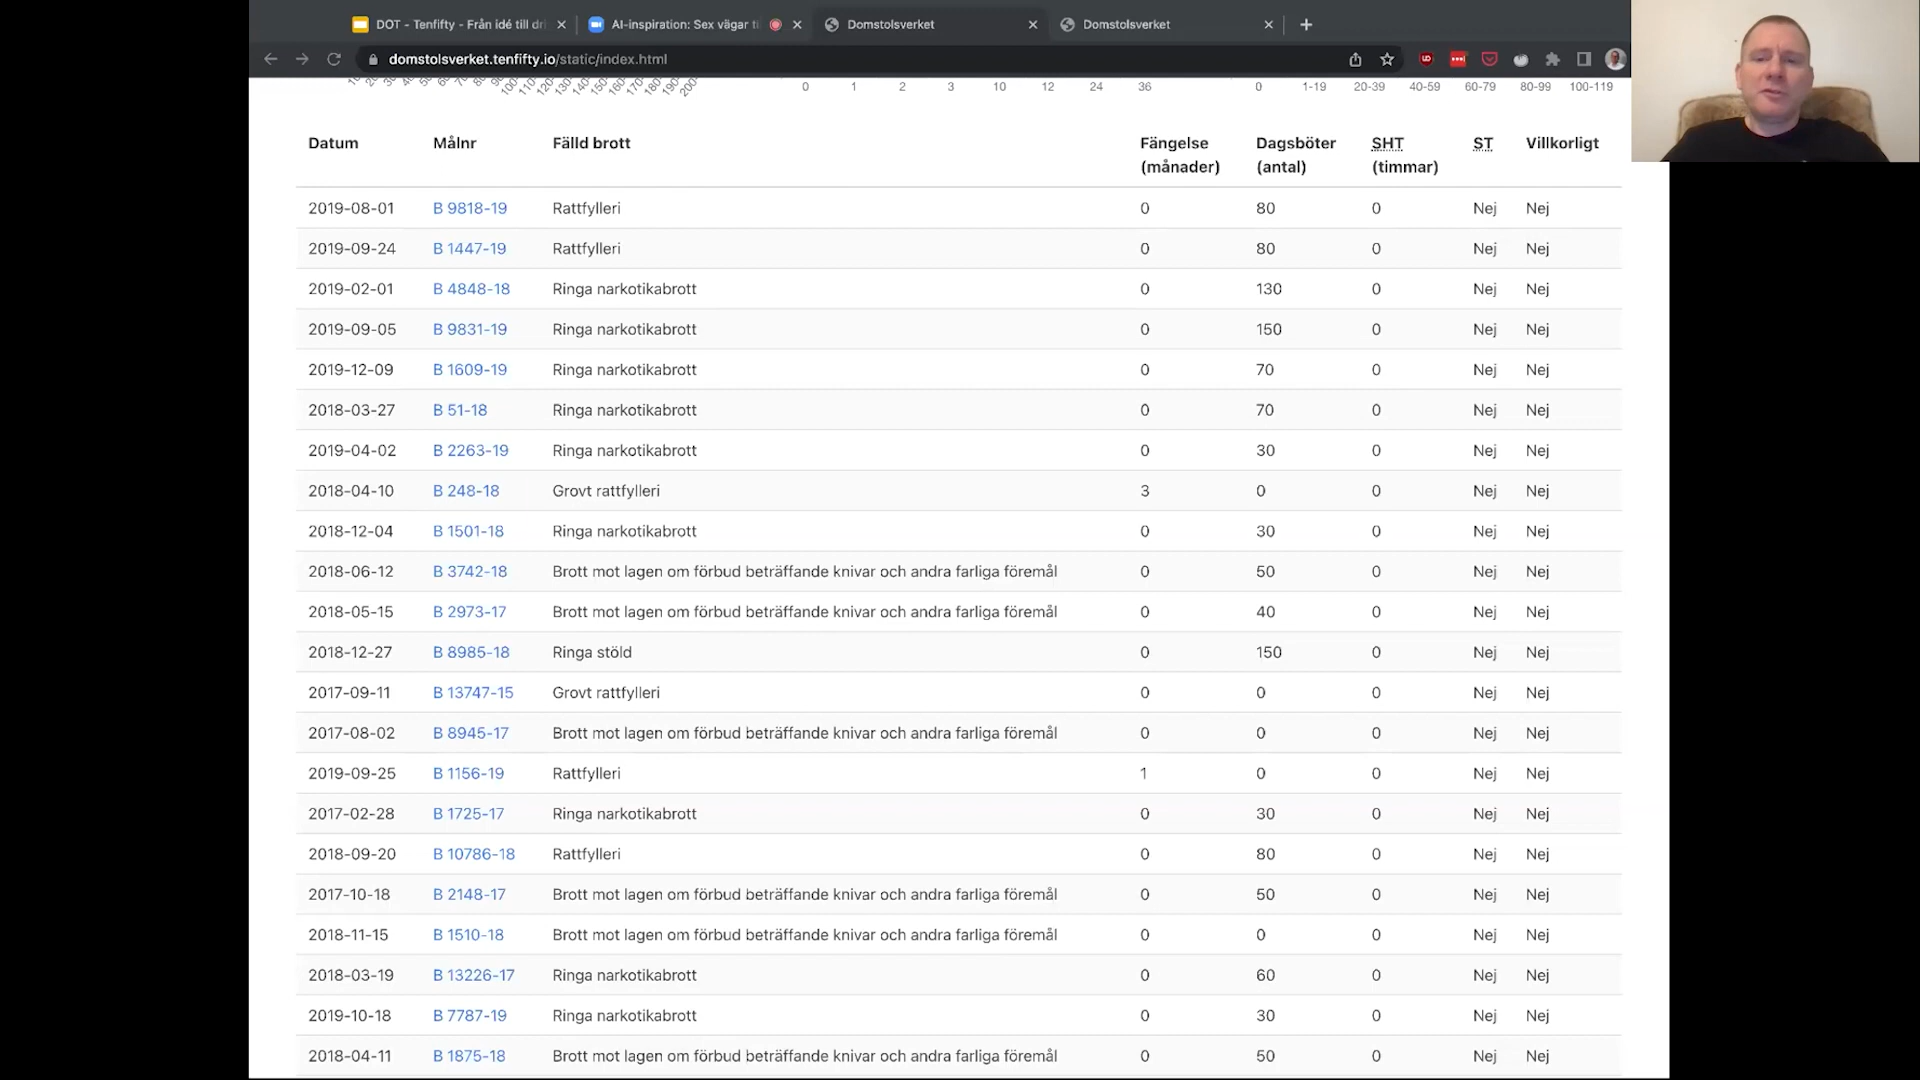 DOT - Tenfifty - Från idé till dri
AI-inspiration: Sex vägar ti
Domstolsverket
Domstolsverket
domstolsverket.tenfifty.io/static/index.html
100- 110- 120- 130- 140- 150- 160- 170- 180- 190- 200-
0 1 2 3 10 12 24 36
0 1-19 20-39 40-59 60-79 80-99 100-119
Datum Målnr Fälld brott Fängelse (månader) Dagsböter (antal) SHT (timmar) ST Villkorligt
2019-08-01 B 9818-19 Rattfylleri 0 80 0 Nej Nej
2019-09-24 B 1447-19 Rattfylleri 0 80 0 Nej Nej
2019-02-01 B 4848-18 Ringa narkotikabrott 0 130 0 Nej Nej
2019-09-05 B 9831-19 Ringa narkotikabrott 0 150 0 Nej Nej
2019-12-09 B 1609-19 Ringa narkotikabrott 0 70 0 Nej Nej
2018-03-27 B 51-18 Ringa narkotikabrott 0 70 0 Nej Nej
2019-04-02 B 2263-19 Ringa narkotikabrott 0 30 0 Nej Nej
2018-04-10 B 248-18 Grovt rattfylleri 3 0 0 Nej Nej
2018-12-04 B 1501-18 Ringa narkotikabrott 0 30 0 Nej Nej
2018-06-12 B 3742-18 Brott mot lagen om förbud beträffande knivar och andra farliga föremål 0 50 0 Nej Nej
2018-05-15 B 2973-17 Brott mot lagen om förbud beträffande knivar och andra farliga föremål 0 40 0 Nej Nej
2018-12-27 B 8985-18 Ringa stöld 0 150 0 Nej Nej
2017-09-11 B 13747-15 Grovt rattfylleri 0 0 0 Nej Nej
2017-08-02 B 8945-17 Brott mot lagen om förbud beträffande knivar och andra farliga föremål 0 0 0 Nej Nej
2019-09-25 B 1156-19 Rattfylleri 1 0 0 Nej Nej
2017-02-28 B 1725-17 Ringa narkotikabrott 0 30 0 Nej Nej
2018-09-20 B 10786-18 Rattfylleri 0 80 0 Nej Nej
2017-10-18 B 2148-17 Brott mot lagen om förbud beträffande knivar och andra farliga föremål 0 50 0 Nej Nej
2018-11-15 B 1510-18 Brott mot lagen om förbud beträffande knivar och andra farliga föremål 0 0 0 Nej Nej
2018-03-19 B 13226-17 Ringa narkotikabrott 0 60 0 Nej Nej
2019-10-18 B 7787-19 Ringa narkotikabrott 0 30 0 Nej Nej
2018-04-11 B 1875-18 Brott mot lagen om förbud beträffande knivar och andra farliga föremål 0 50 0 Nej Nej